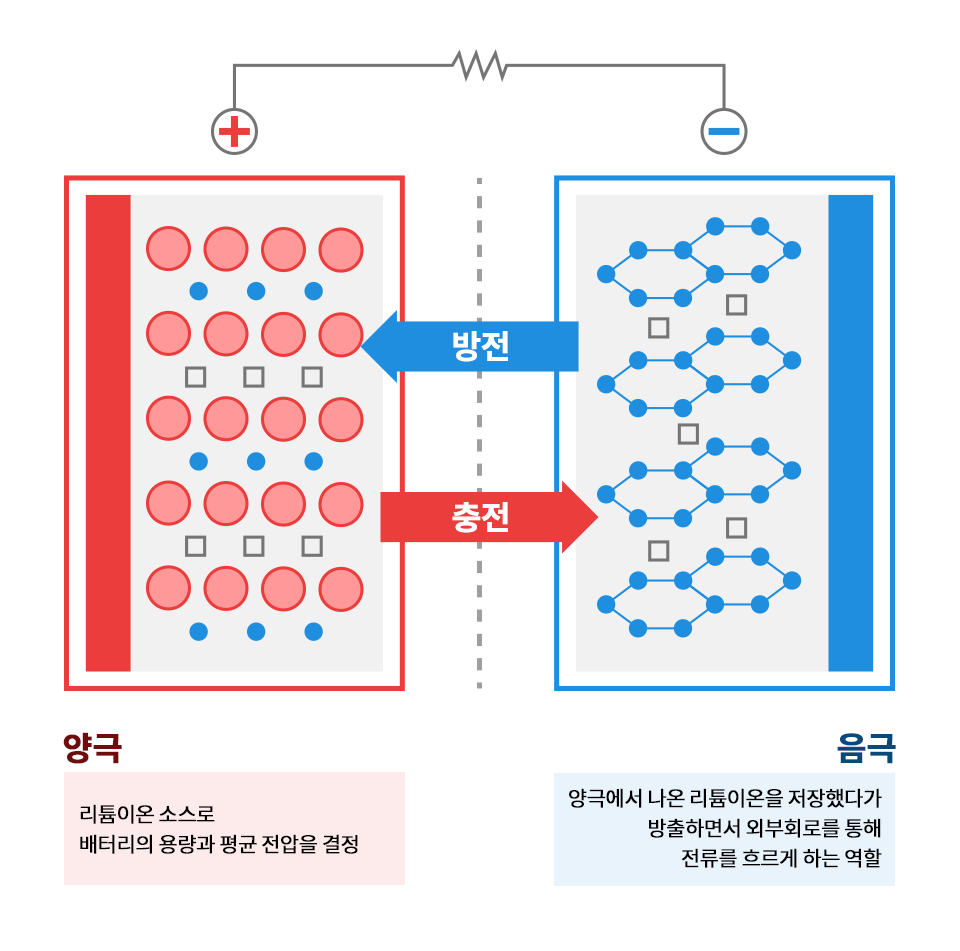 방전
충전
양극
리튬이온 소스로
배터리의 용량과 평균 전압을 결정
음극
양극에서 나온 리튬이온을 저장했다가
방출하면서 외부회로를 통해
전류를 흐르게 하는 역할